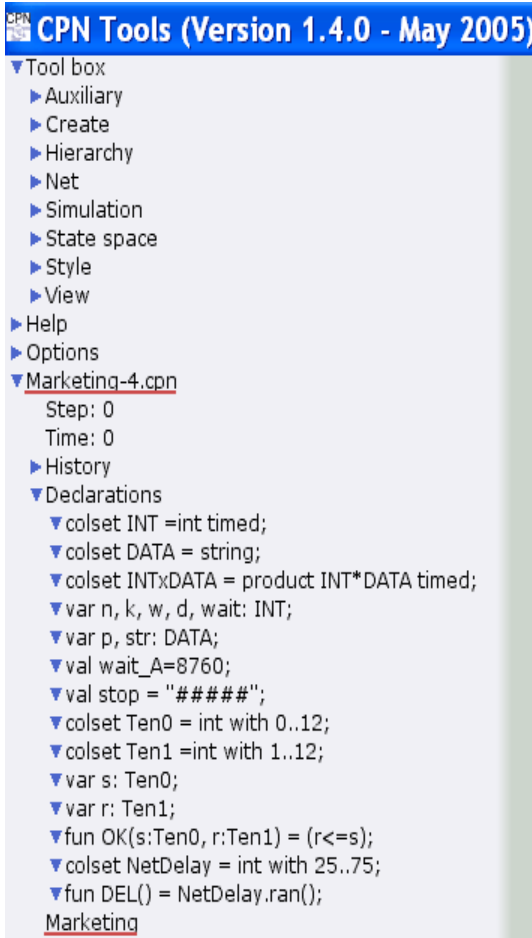 CPN Tools (Version 1.4.0 - May 2005)
Tool box
Auxiliary
Create
Hierarchy
Net
Simulation
State space
Style
View
Help
Options
Marketing-4.cpn
Step: 0
Time: 0
History
Declarations
colset INT =int timed;
colset DATA = string;
colset INTxDATA = product INT*DATA timed;
var n, k, w, d, wait: INT;
var p, str: DATA;
val wait_A=8760;
val stop = "#####";
colset Ten0 = int with 0..12;
colset Ten1 =int with 1..12;
var s: Ten0;
var r: Ten1;
fun OK(s:Ten0, r:Ten1) = (r<=s);
colset NetDelay = int with 25..75;
fun DEL() = NetDelay.ran();
Marketing